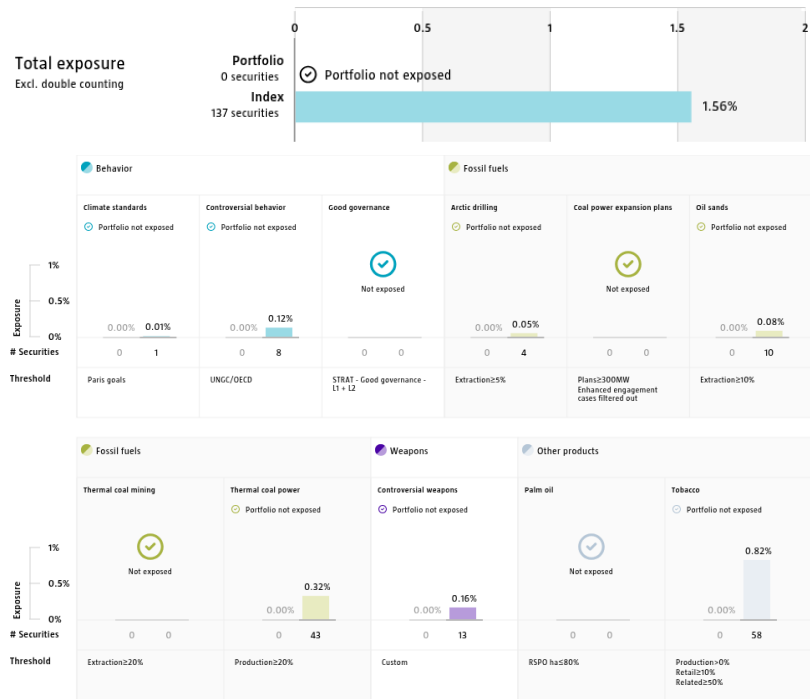 0 0.5 1 1.5 2
Total exposure
Excl. double counting
Portfolio
0 securities
Portfolio not exposed
Index
137 securities
1.56%
Behavior
Fossil fuels
Climate standards
Controversial behavior
Good governance
Arctic drilling
Coal power expansion plans
Oil sands
Portfolio not exposed
Portfolio not exposed
Portfolio not exposed
Portfolio not exposed
Not exposed
Not exposed
Exposure
1%
0.5%
0%
0.00% 0.01%
0.00% 0.12%
0.00% 0.05%
0.00% 0.08%
# Securities
0 1
0 8
0 0
0 4
0 0
0 10
Threshold
Paris goals
UNGC/OECD
STRAT - Good governance -
L1 + L2
Extraction≥5%
Plans≥300MW
Enhanced engagement
cases filtered out
Extraction≥10%
Fossil fuels
Weapons
Other products
Thermal coal mining
Thermal coal power
Controversial weapons
Palm oil
Tobacco
Portfolio not exposed
Portfolio not exposed
Portfolio not exposed
Not exposed
Not exposed
Exposure
1%
0.5%
0%
0.00% 0.32%
0.00% 0.16%
0.00% 0.82%
# Securities
0 0
0 43
0 13
0 0
0 58
Threshold
Extraction≥20%
Production≥20%
Custom
RSPO ha≤80%
Production>0%
Retail≥10%
Related≥50%